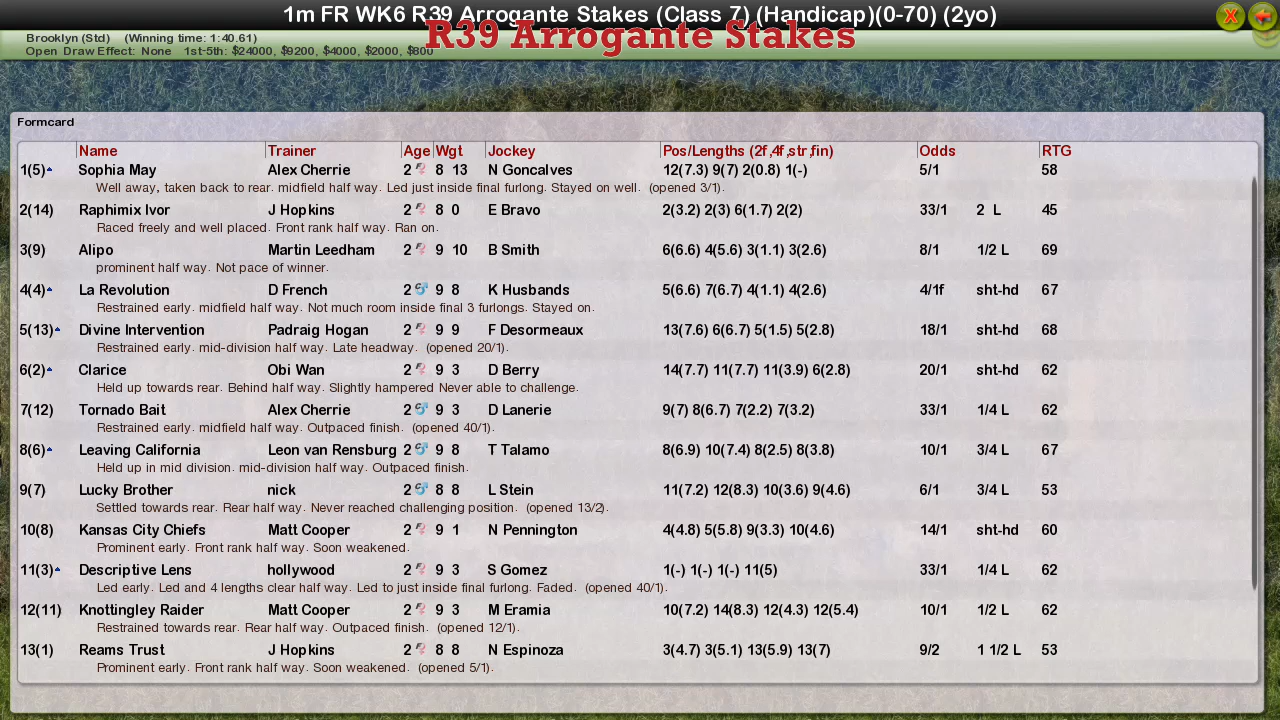 1m FR WK6 R39 Arrogante Stakes (Class 7) (Handicap)(0-70) (2yo)
R39 Arrogante Stakes
Brooklyn (Std) (Winning time: 1:40.61)
Open Draw Effect: None 1st-5th: $24000, $9200, $4000, $2000, $800
X
Formcard
Name Trainer Age Wgt Jockey Pos/Lengths (2f,4f,str,fin) Odds RTG
1(5) Sophia May Alex Cherrie 2 8 13 N Goncalves 12(7.3) 9(7) 2(0.8) 1(-) 5/1 58
Well away, taken back to rear. midfield half way. Led just inside final furlong. Stayed on well. (opened 3/1).
2(14) Raphimix Ivor J Hopkins 2 8 0 E Bravo 2(3.2) 2(3) 6(1.7) 2(2) 33/1 2 L 45
Raced freely and well placed. Front rank half way. Ran on.
3(9) Alipo Martin Leedham 2 9 10 B Smith 6(6.6) 4(5.6) 3(1.1) 3(2.6) 8/1 1/2 L 69
prominent half way. Not pace of winner.
4(4) La Revolution D French 2 9 8 K Husbands 5(6.6) 7(6.7) 4(1.1) 4(2.6) 4/1f sht-hd 67
Restrained early. midfield half way. Not much room inside final 3 furlongs. Stayed on.
5(13) Divine Intervention Padraig Hogan 2 9 9 F Desormeaux 13(7.6) 6(6.7) 5(1.5) 5(2.8) 18/1 sht-hd 68
Restrained early. mid-division half way. Late headway. (opened 20/1).
6(2) Clarice Obi Wan 2 9 3 D Berry 14(7.7) 11(7.7) 11(3.9) 6(2.8) 20/1 sht-hd 62
Held up towards rear. Behind half way. Slightly hampered Never able to challenge.
7(12) Tornado Bait Alex Cherrie 2 9 3 D Lanerie 9(7) 8(6.7) 7(2.2) 7(3.2) 33/1 1/4 L 62
Restrained early. midfield half way. Outpaced finish. (opened 40/1).
8(6) Leaving California Leon van Rensburg 2 9 8 T Talamo 8(6.9) 10(7.4) 8(2.5) 8(3.8) 10/1 3/4 L 67
Held up in mid division. mid-division half way. Outpaced finish.
9(7) Lucky Brother nick 2 8 8 L Stein 11(7.2) 12(8.3) 10(3.6) 9(4.6) 6/1 3/4 L 53
Settled towards rear. Rear half way. Never reached challenging position. (opened 13/2).
10(8) Kansas City Chiefs Matt Cooper 2 9 1 N Pennington 4(4.8) 5(5.8) 9(3.3) 10(4.6) 14/1 sht-hd 60
Prominent early. Front rank half way. Soon weakened.
11(3) Descriptive Lens hollywood 2 9 3 S Gomez 1(-) 1(-) 1(-) 11(5) 33/1 1/4 L 62
Led early. Led and 4 lengths clear half way. Led to just inside final furlong. Faded. (opened 40/1).
12(11) Knottingley Raider Matt Cooper 2 9 3 M Eramia 10(7.2) 14(8.3) 12(4.3) 12(5.4) 10/1 1/2 L 62
Restrained towards rear. Rear half way. Outpaced finish. (opened 12/1).
13(1) Reams Trust J Hopkins 2 8 8 N Espinoza 3(4.7) 3(5.1) 13(5.9) 13(7) 9/2 1 1/2 L 53
Prominent early. Front rank half way. Soon weakened. (opened 5/1).